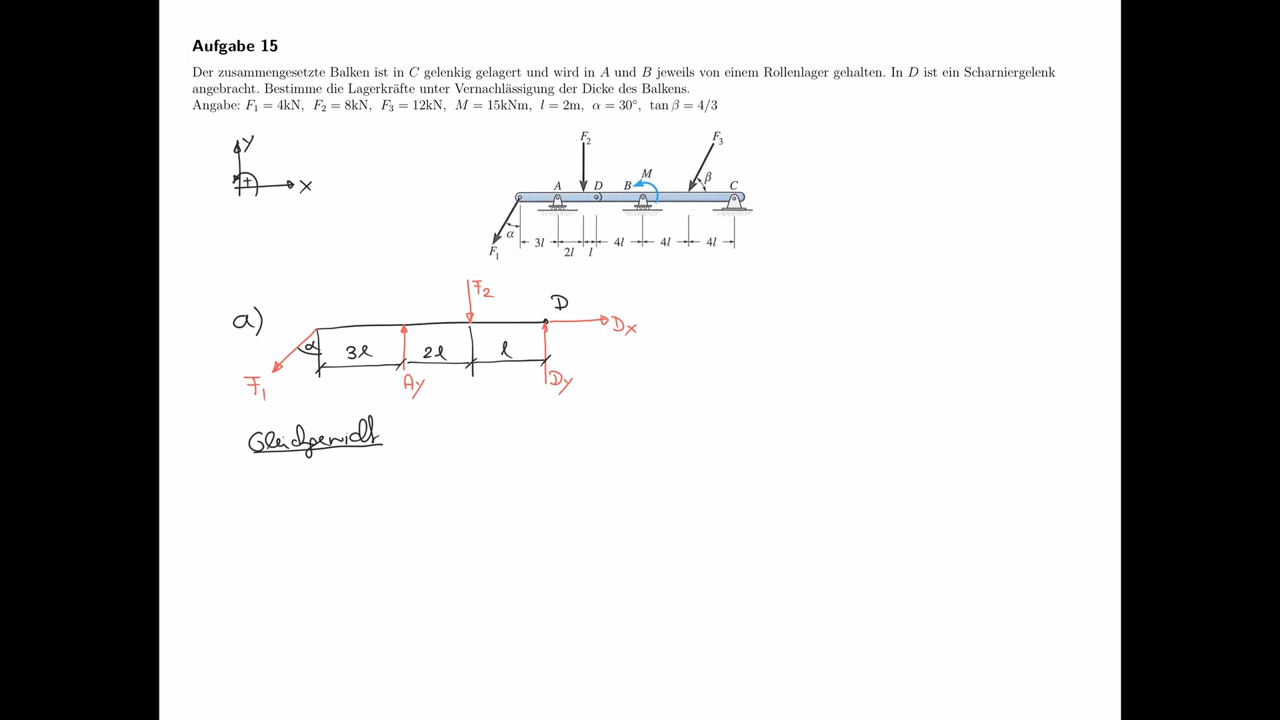 Aufgabe 15
Der zusammengesetzte Balken ist in C gelenkig gelagert und wird in A und B jeweils von einem Rollenlager gehalten. In D ist ein Scharniergelenk
angebracht. Bestimme die Lagerkräfte unter Vernachlässigung der Dicke des Balkens.
Angabe: F₁ = 4kN, F₂ = 8kN, F₃ = 12kN, M = 15kNm, l = 2m, α = 30°, tan β = 4/3
y
+
x
F₂ F₃
M β
A D B C
α
F₁
3l 2l l 4l 4l 4l
a)
F₂
D
Dx
α 3l 2l l
F₁ Ay Dy
Gleichgewicht